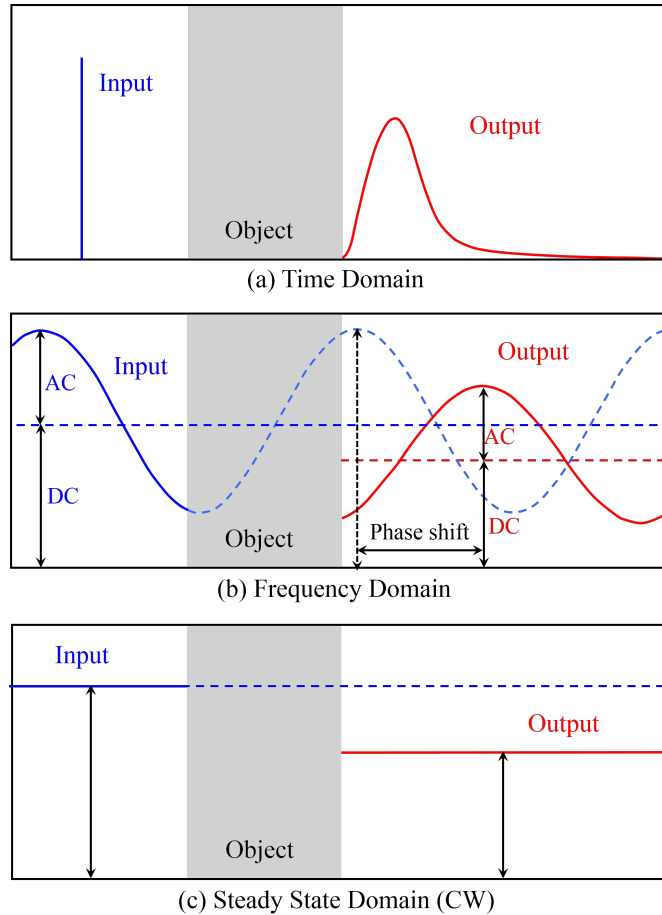 Input
Output
Object
(a) Time Domain
Input
Output
AC
AC
DC
DC
Object
Phase shift
(b) Frequency Domain
Input
Output
Object
(c) Steady State Domain (CW)